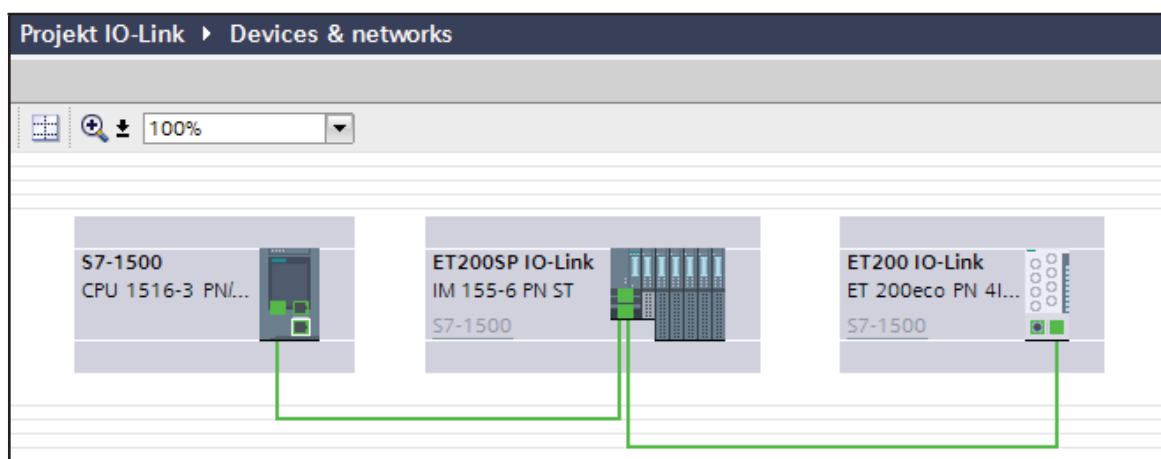 Projekt IO-Link ▸ Devices & networks
100%
S7-1500
CPU 1516-3 PN/...
ET200SP IO-Link
IM 155-6 PN ST
S7-1500
ET200 IO-Link
ET 200eco PN 4I...
S7-1500